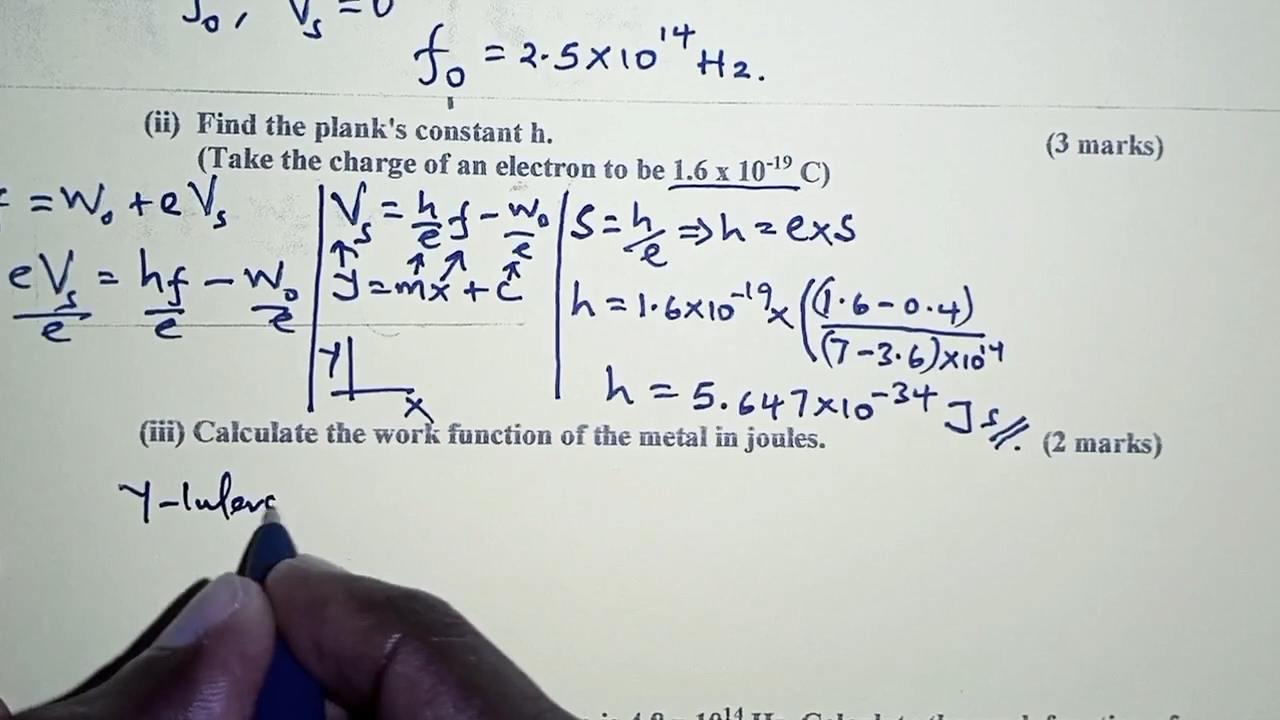 f₀, Vₛ = 0
f₀ = 2.5×10¹⁴ Hz.
(ii) Find the plank's constant h. (3 marks)
(Take the charge of an electron to be 1.6 x 10⁻¹⁹ C)
= W₀ + eVₛ
eVₛ/e = hf/e − W₀/e
Vₛ = h/e f − W₀/e
y = mx + c
Y
X
S = h/e ⇒ h = e×S
h = 1.6×10⁻¹⁹ × ((1.6 − 0.4)/(7 − 3.6)×10¹⁴
h = 5.647×10⁻³⁴ Js//.
(iii) Calculate the work function of the metal in joules. (2 marks)
Y-Interc